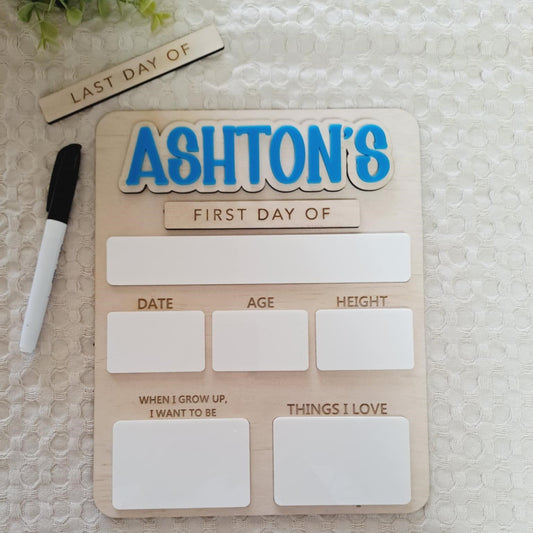 LAST DAY OF
ASHTON'S
FIRST DAY OF
DATE AGE HEIGHT
WHEN I GROW UP,
I WANT TO BE
THINGS I LOVE